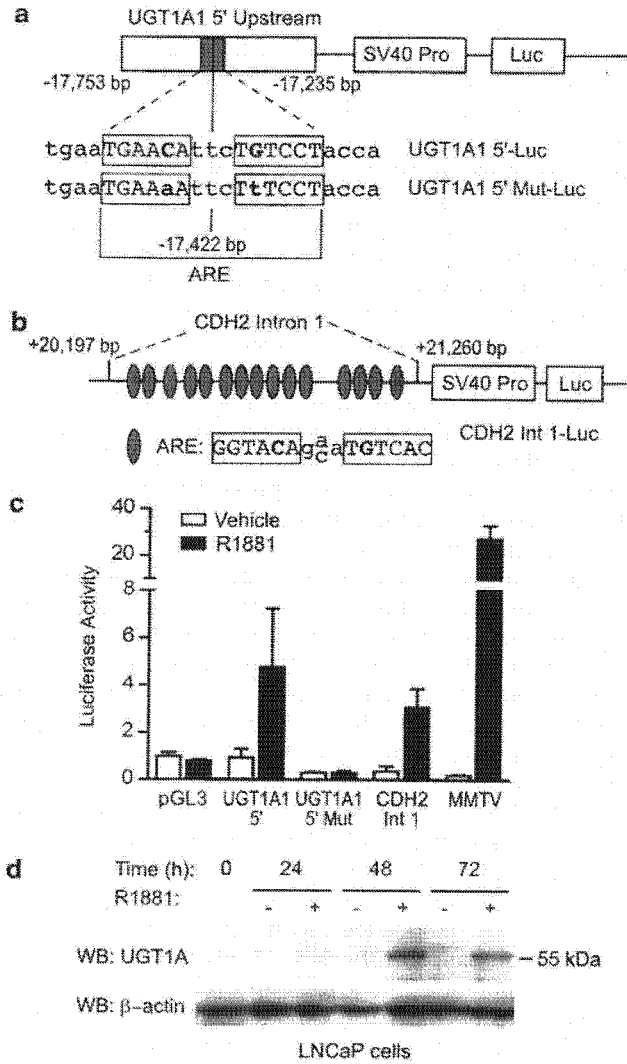 a
UGT1A1 5' Upstream
SV40 Pro
Luc
-17,753 bp
-17,235 bp
tgaaTGAACAttcTGTCCTacca
UGT1A1 5'-Luc
tgaaTGAAaAttcTtTCCTacca
UGT1A1 5' Mut-Luc
-17,422 bp
ARE
b
CDH2 Intron 1
+20,197 bp
+21,260 bp
SV40 Pro
Luc
CDH2 Int 1-Luc
ARE: GGTACAg a/c aTGTCAC
c
Vehicle
R1881
Luciferase Activity
40
20
8
6
4
2
0
pGL3
UGT1A1 5'
UGT1A1 5' Mut
CDH2 Int 1
MMTV
d
Time (h): 0 24 48 72
R1881: - + - + - +
WB: UGT1A
55 kDa
WB: β-actin
LNCaP cells